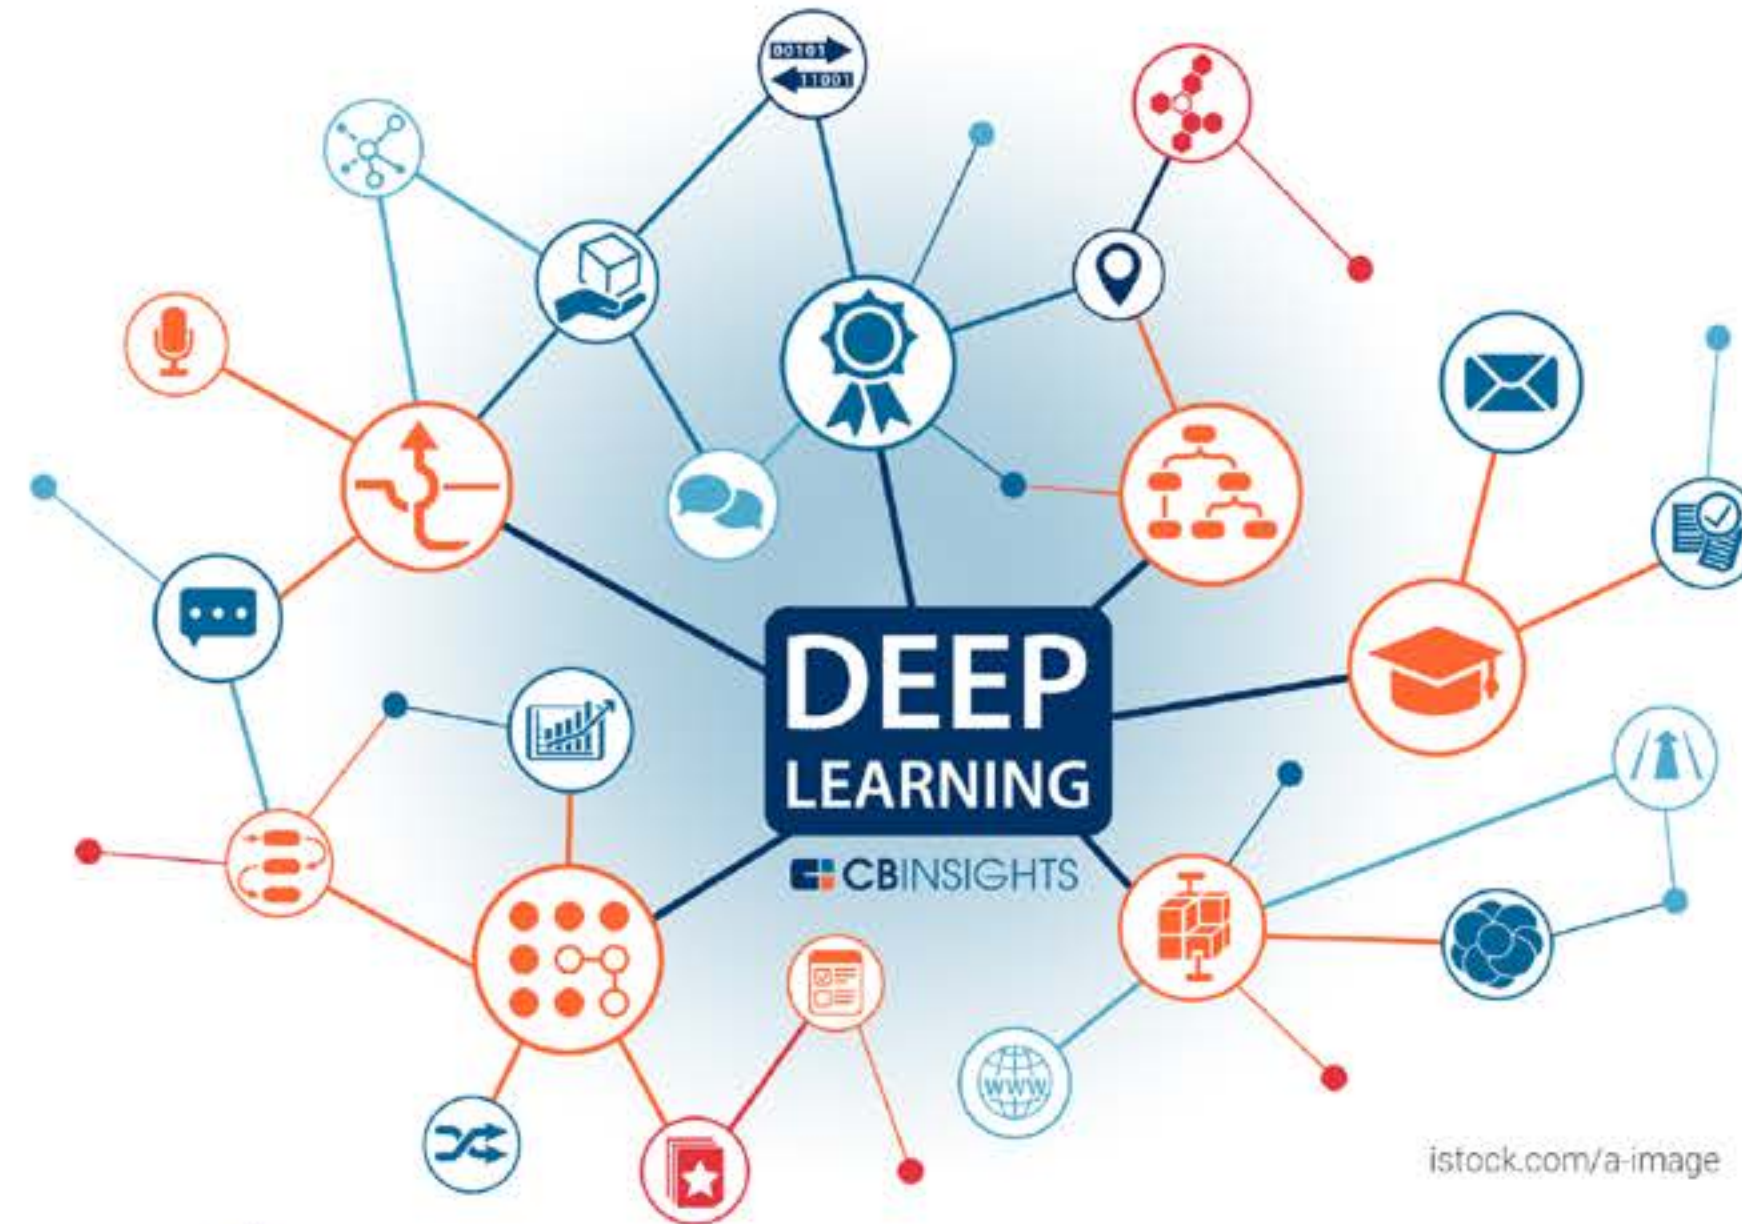 00101
11001
DEEP
LEARNING
CBINSIGHTS
www
istock.com/a-image